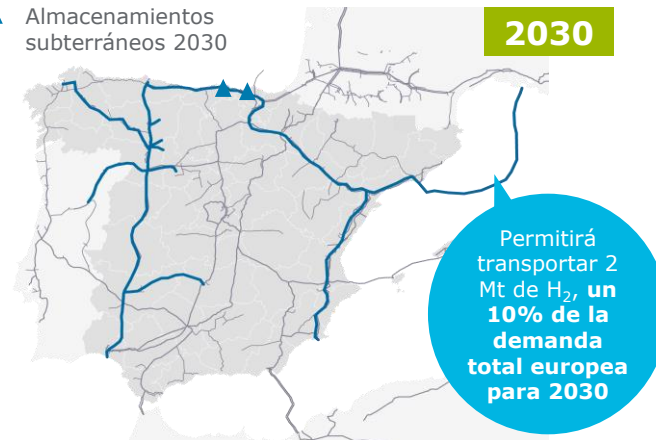 Almacenamientos
subterráneos 2030
2030
Permitirá
transportar 2
Mt de H₂, un
10% de la
demanda
total europea
para 2030